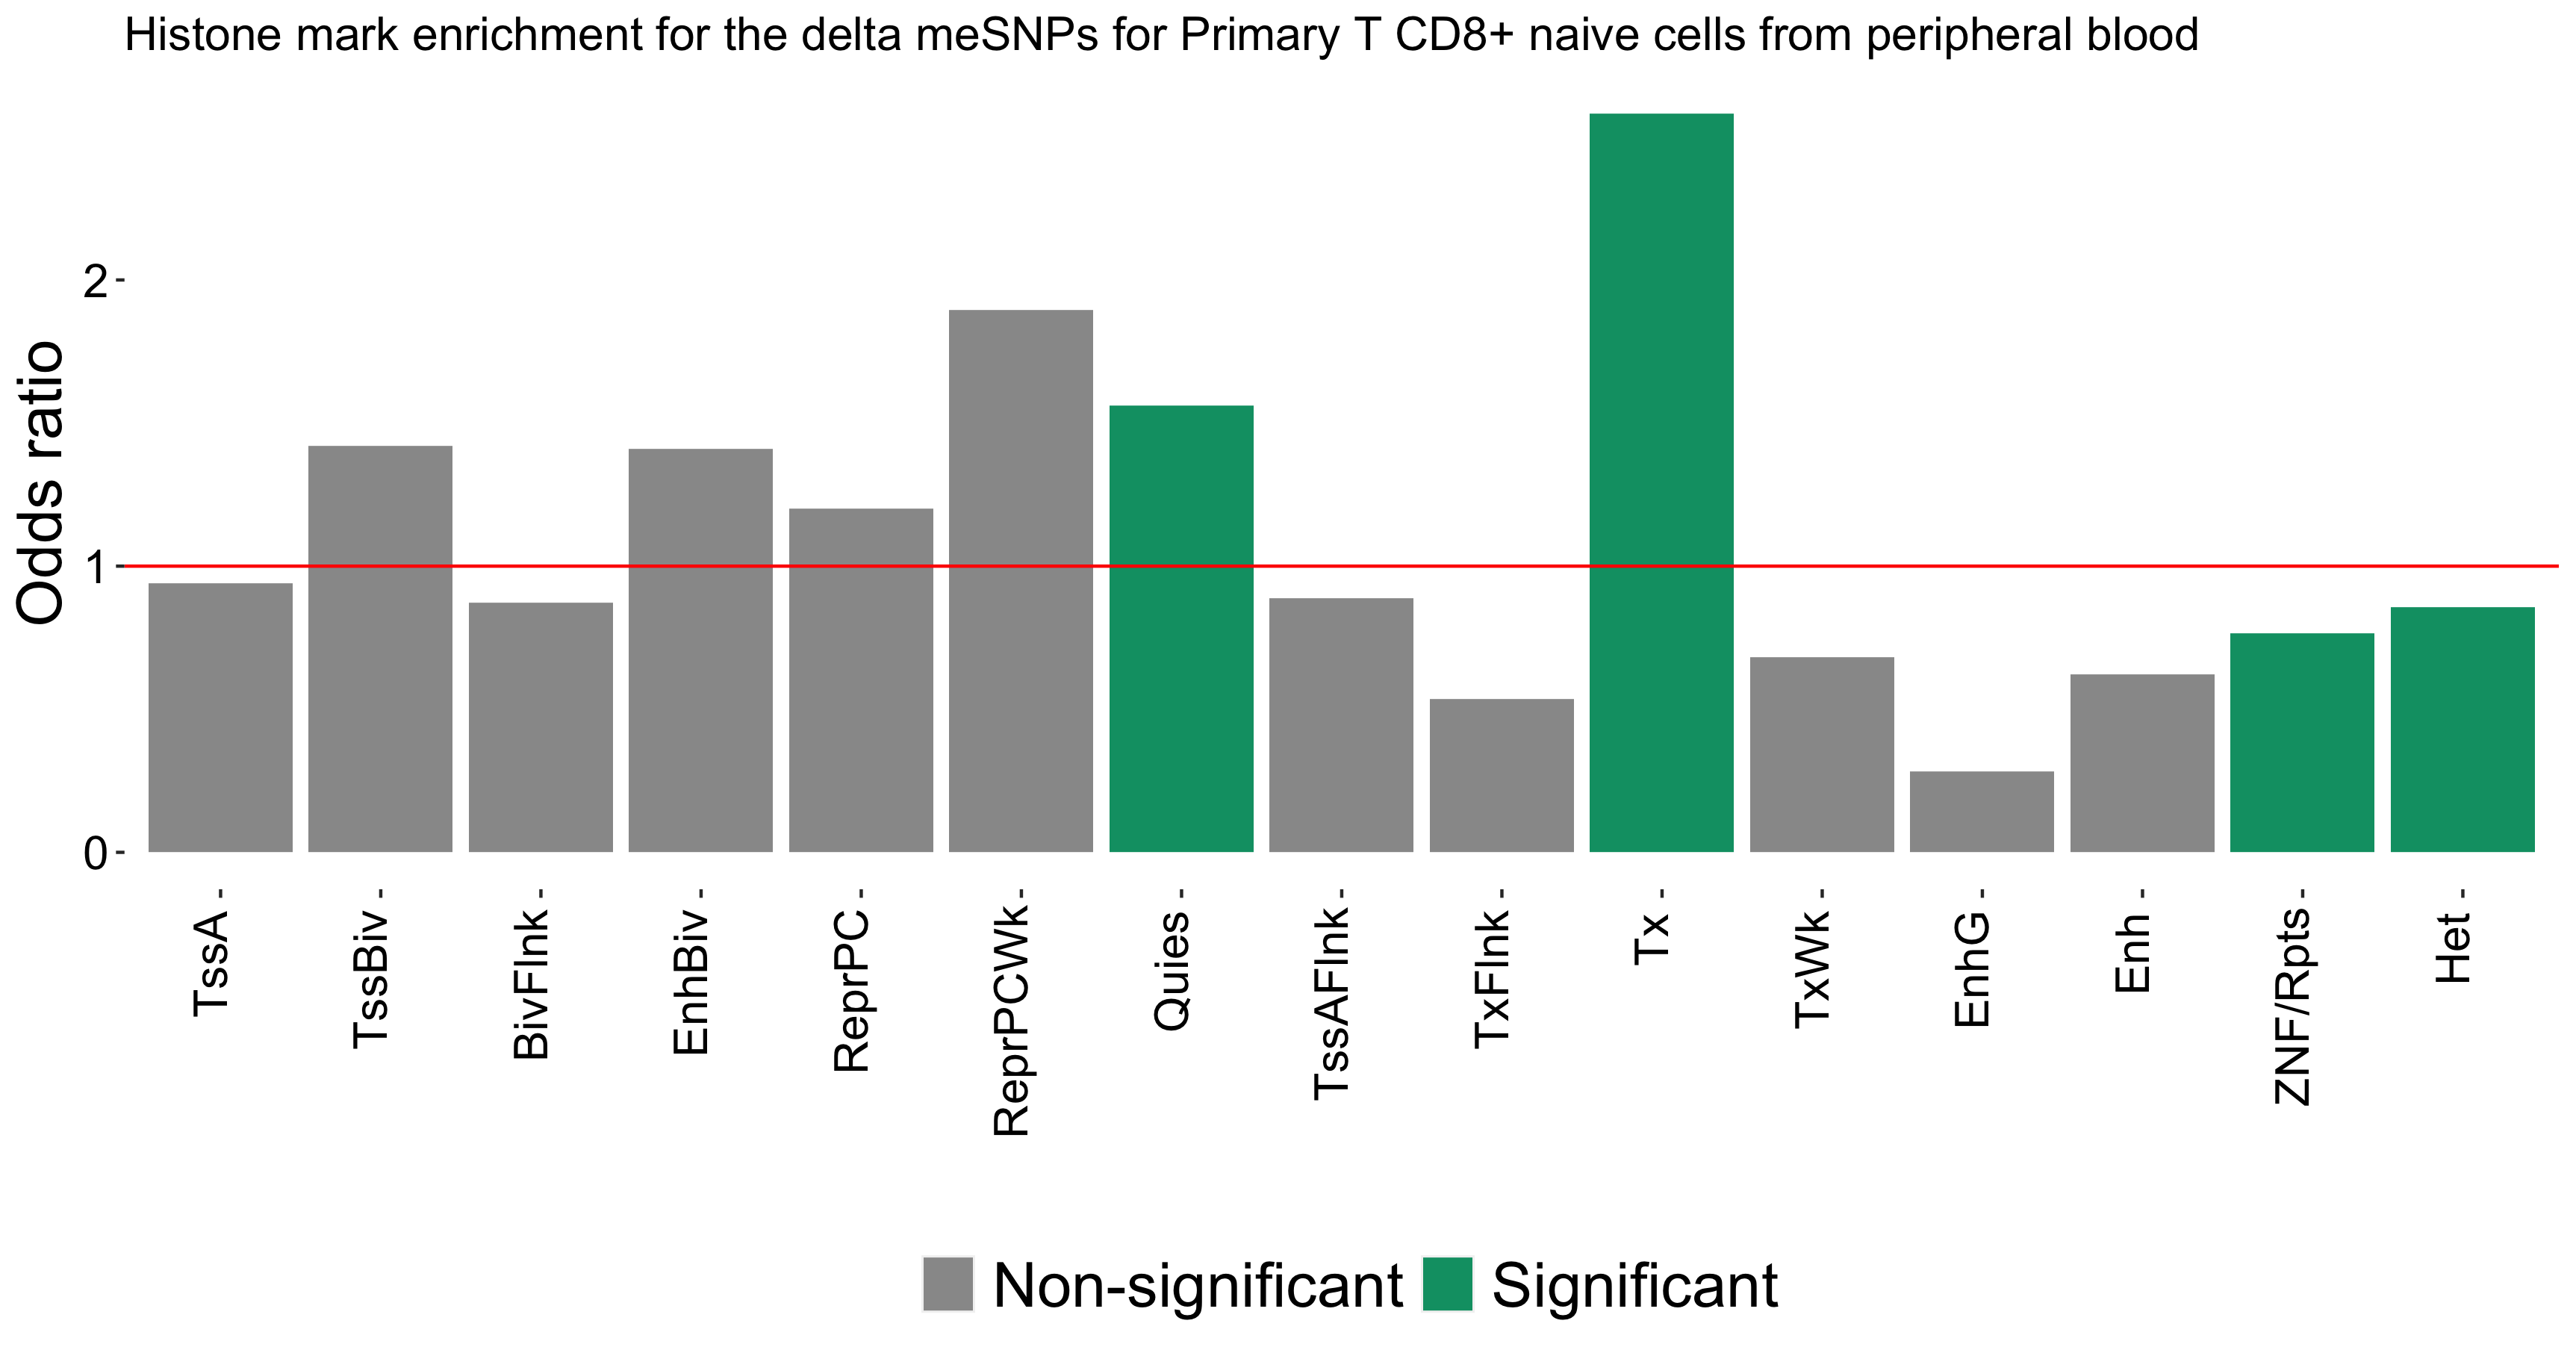 Histone mark enrichment for the delta meSNPs for Primary T CD8+ naive cells from peripheral blood
Odds ratio
2
1
0
TssA
TssBiv
BivFlnk
EnhBiv
ReprPC
ReprPCWk
Quies
TssAFlnk
TxFlnk
Tx
TxWk
EnhG
Enh
ZNF/Rpts
Het
Non-significant
Significant